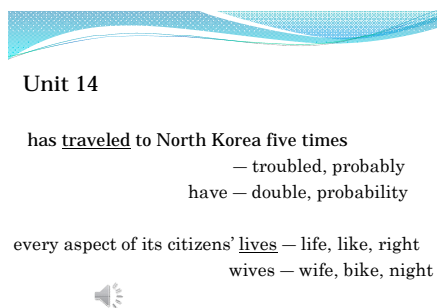 Unit 14
has traveled to North Korea five times
— troubled, probably
have — double, probability
every aspect of its citizens' lives — life, like, right
wives — wife, bike, night